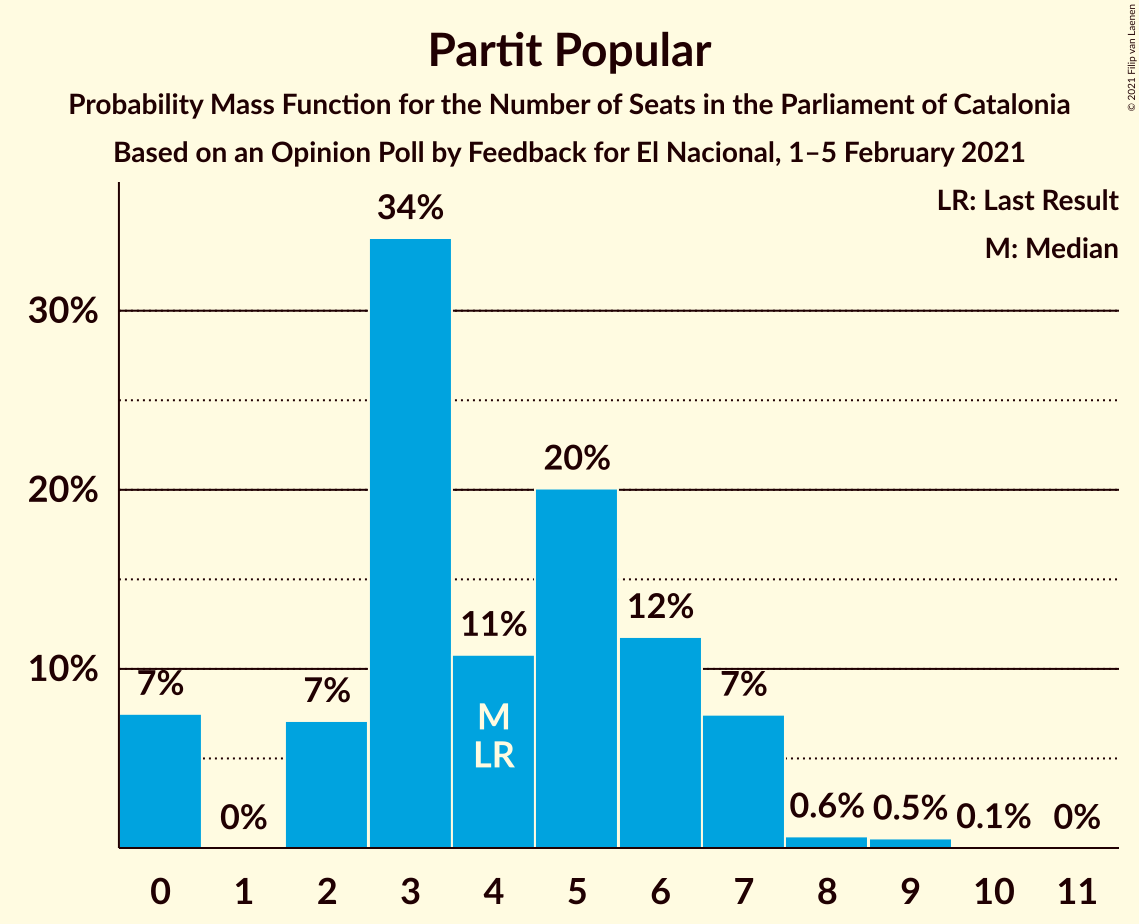 Partit Popular
Probability Mass Function for the Number of Seats in the Parliament of Catalonia
Based on an Opinion Poll by Feedback for El Nacional, 1–5 February 2021
© 2021 Filip van Laenen
LR: Last Result
M: Median
34%
30%
20%
20%
12%
11%
10%
7%
7%
7%
M
LR
0%
0.6%
0.5%
0.1%
0%
0 1 2 3 4 5 6 7 8 9 10 11